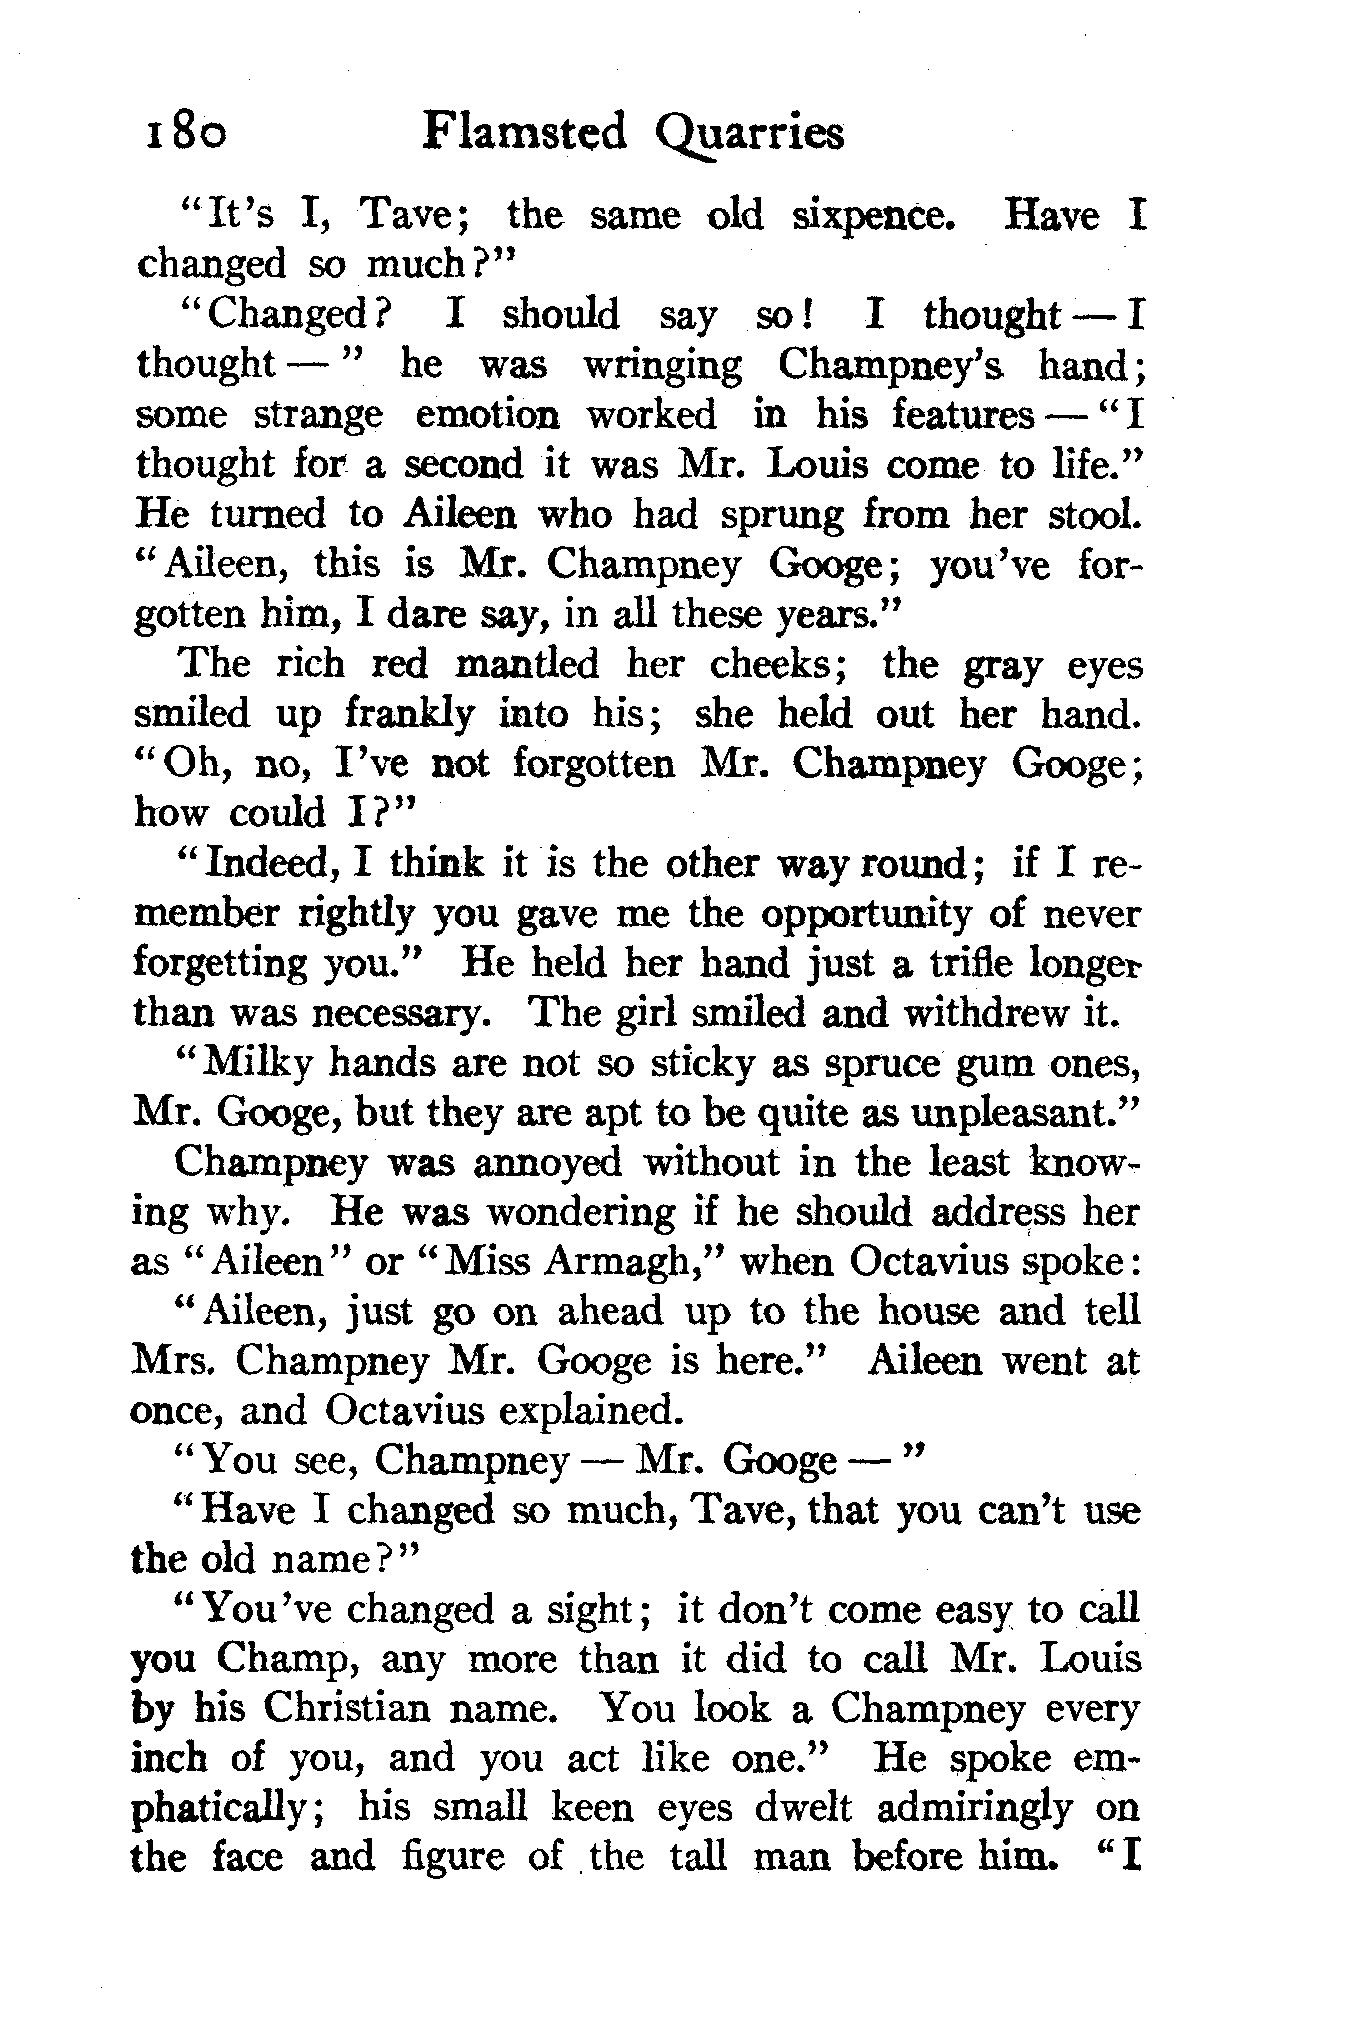 180 Flamsted Quarries
"It's I, Tave; the same old sixpence. Have I
changed so much?"
"Changed? I should say so! I thought — I
thought — " he was wringing Champney's hand;
some strange emotion worked in his features — "I
thought for a second it was Mr. Louis come to life."
He turned to Aileen who had sprung from her stool.
"Aileen, this is Mr. Champney Googe; you've for-
gotten him, I dare say, in all these years."
The rich red mantled her cheeks; the gray eyes
smiled up frankly into his; she held out her hand.
"Oh, no, I've not forgotten Mr. Champney Googe;
how could I?"
"Indeed, I think it is the other way round; if I re-
member rightly you gave me the opportunity of never
forgetting you." He held her hand just a trifle longer
than was necessary. The girl smiled and withdrew it.
"Milky hands are not so sticky as spruce gum ones,
Mr. Googe, but they are apt to be quite as unpleasant."
Champney was annoyed without in the least know-
ing why. He was wondering if he should address her
as "Aileen" or "Miss Armagh," when Octavius spoke:
"Aileen, just go on ahead up to the house and tell
Mrs. Champney Mr. Googe is here." Aileen went at
once, and Octavius explained.
"You see, Champney — Mr. Googe — "
"Have I changed so much, Tave, that you can't use
the old name?"
"You've changed a sight; it don't come easy to call
you Champ, any more than it did to call Mr. Louis
by his Christian name. You look a Champney every
inch of you, and you act like one." He spoke em-
phatically; his small keen eyes dwelt admiringly on
the face and figure of the tall man before him. "I